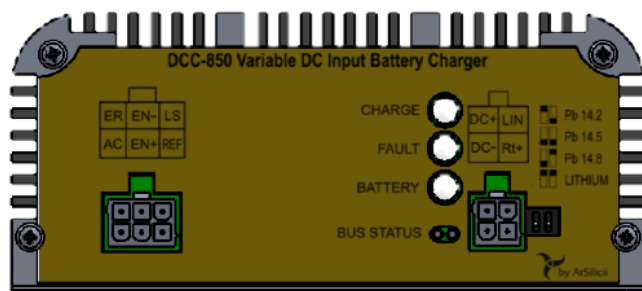 DCC-850 Variable DC Input Battery Charger
ER EN- LS
AC EN+ REF
CHARGE
FAULT
BATTERY
BUS STATUS
DC+ LIN
DC- Rt+
Pb 14.2
Pb 14.5
Pb 14.8
LITHIUM
by ArSilicii